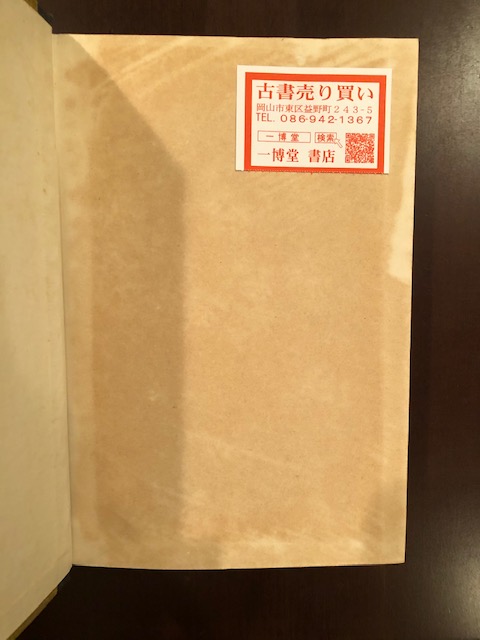 古書売り買い
岡山市東区益野町243-5
TEL. 086-942-1367
一博堂 検索
一博堂 書店